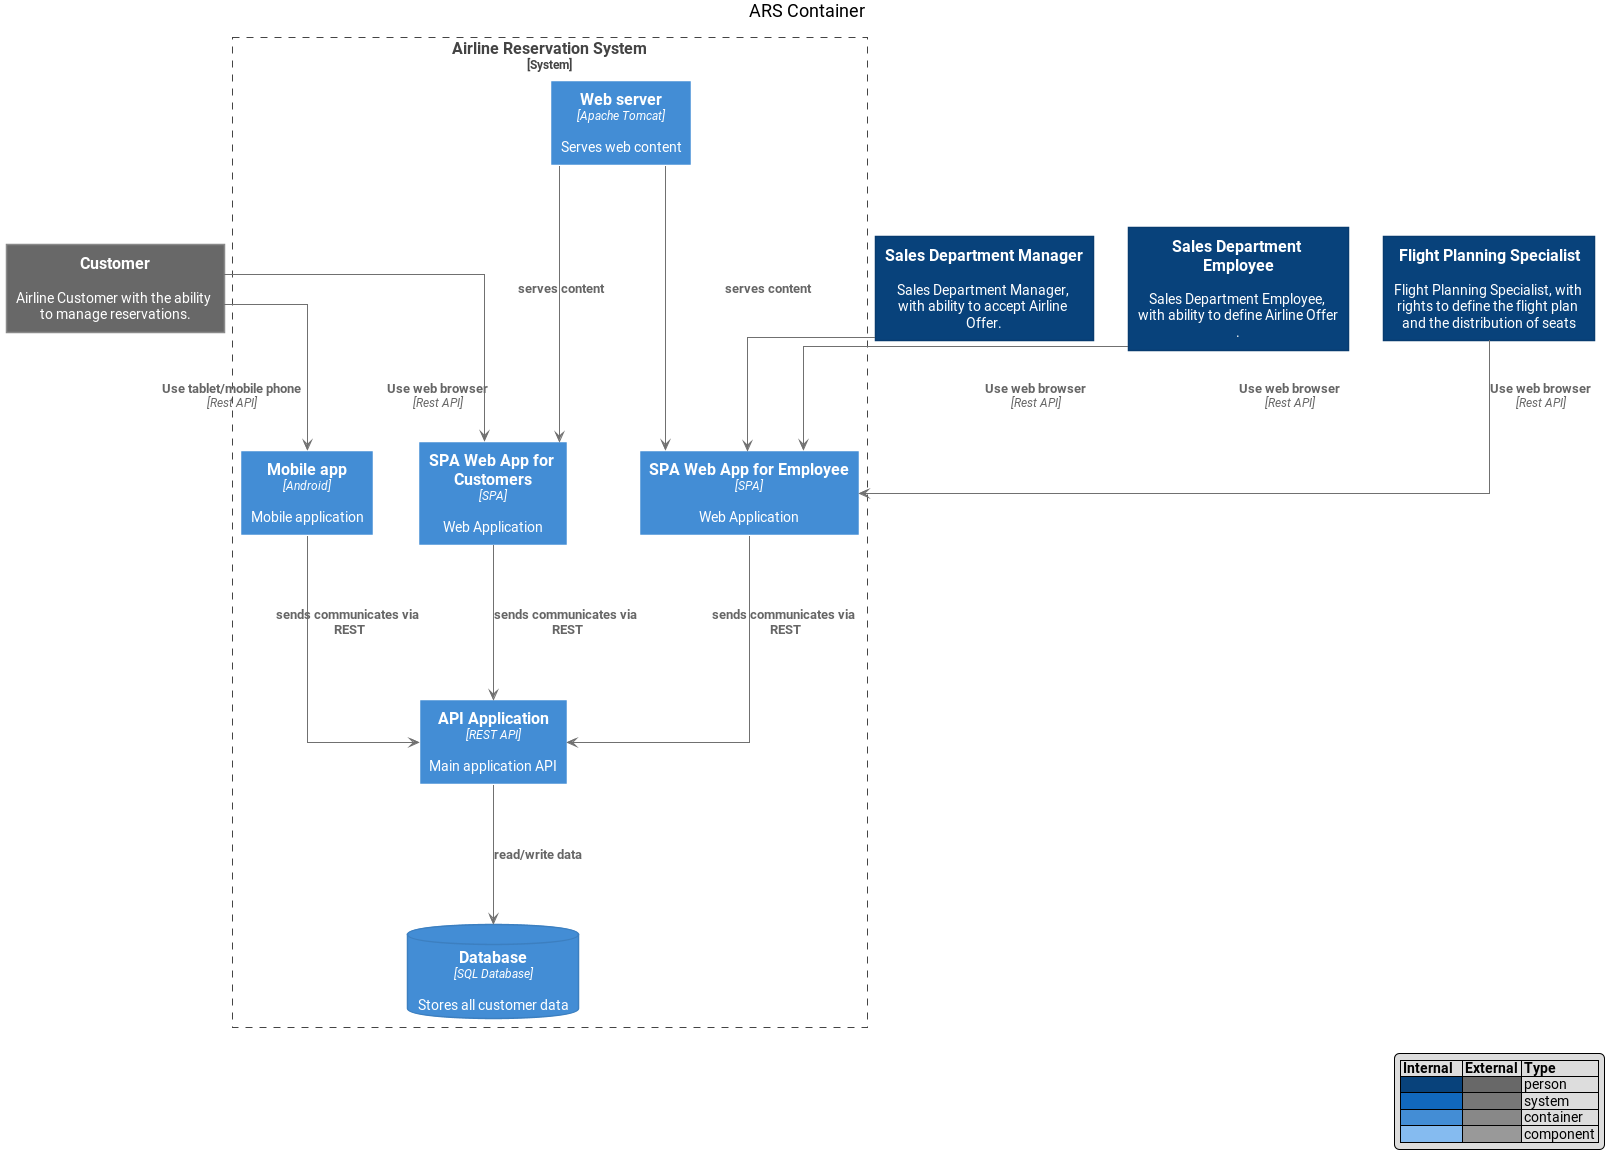 ARS Container
Airline Reservation System
[System]
Web server
[Apache Tomcat]
Serves web content
Customer
Airline Customer with the ability
to manage reservations.
serves content
serves content
Sales Department Manager
Sales Department Manager,
with ability to accept Airline
Offer.
Sales Department
Employee
Sales Department Employee,
with ability to define Airline Offer
.
Flight Planning Specialist
Flight Planning Specialist, with
rights to define the flight plan
and the distribution of seats
Use tablet/mobile phone
[Rest API]
Use web browser
[Rest API]
Use web browser
[Rest API]
Use web browser
[Rest API]
Use web browser
[Rest API]
Mobile app
[Android]
Mobile application
SPA Web App for
Customers
[SPA]
Web Application
SPA Web App for Employee
[SPA]
Web Application
sends communicates via
REST
sends communicates via
REST
sends communicates via
REST
API Application
[REST API]
Main application API
read/write data
Database
[SQL Database]
Stores all customer data
Internal External Type
person
system
container
component